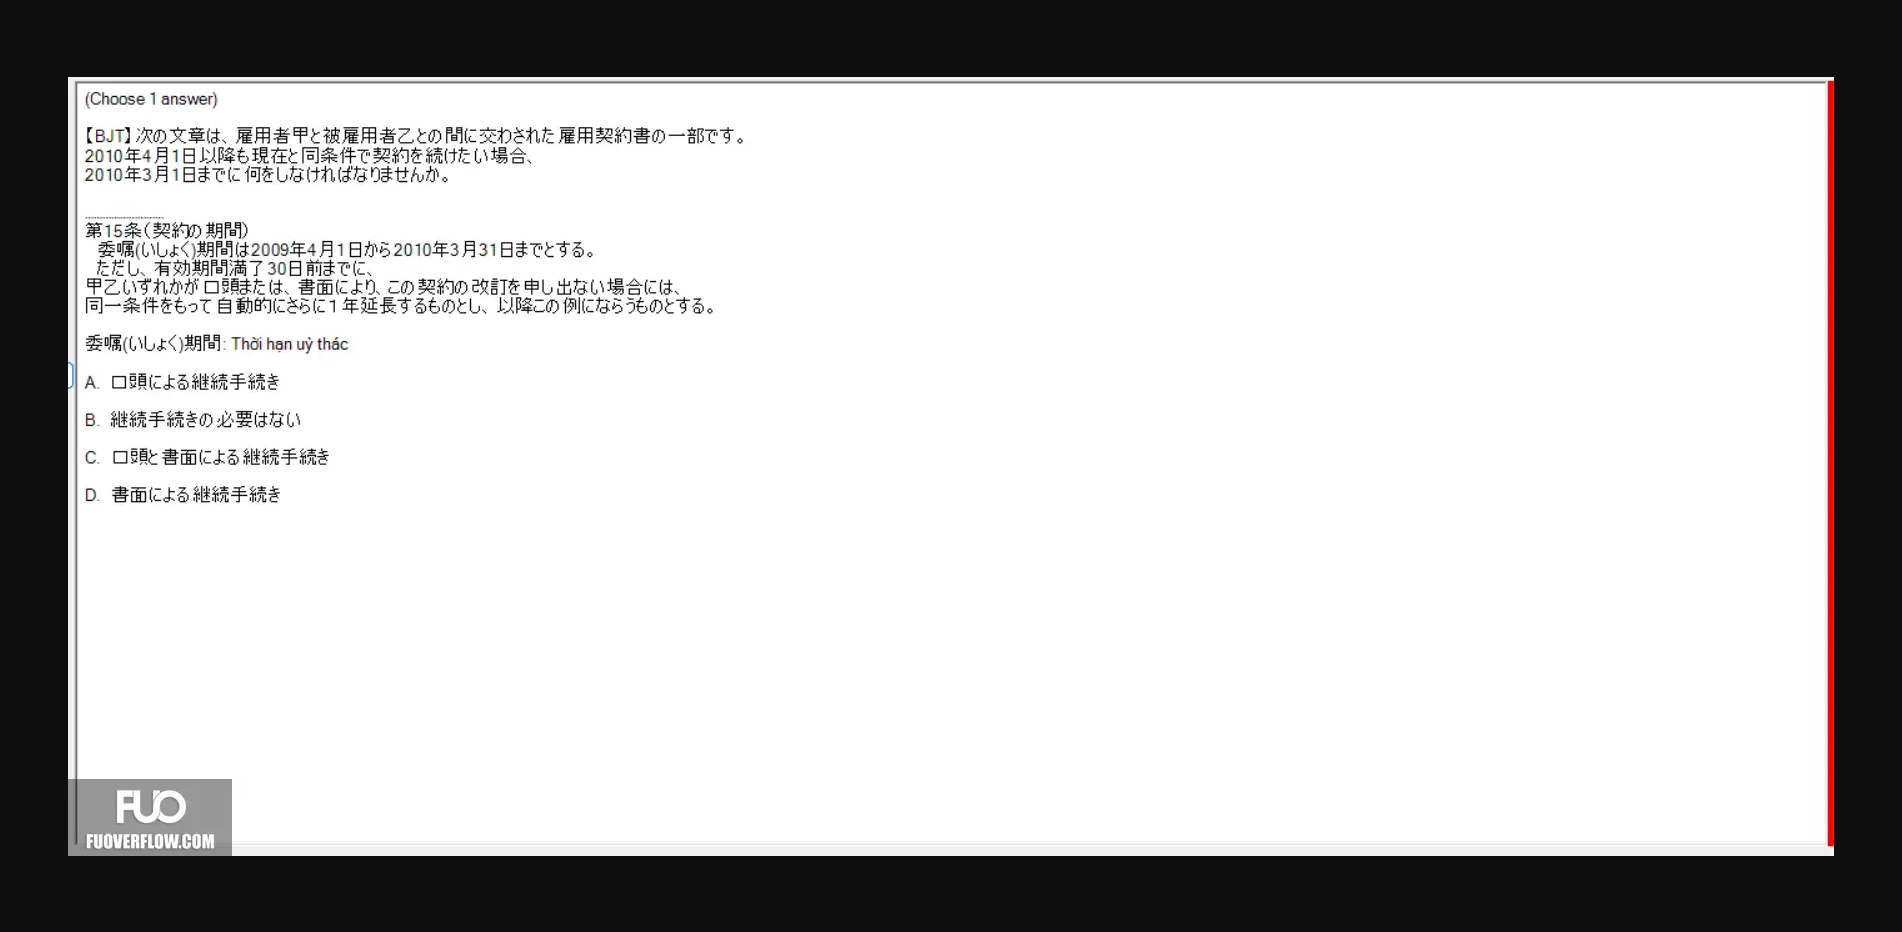 (Choose 1 answer)
【BJT】次の文章は、雇用者甲と被雇用者乙との間に交わされた雇用契約書の一部です。
2010年4月1日以降も現在と同条件で契約を続けたい場合、
2010年3月1日までに何をしなければなりませんか。
第15条(契約の期間)
委嘱(いしょく)期間は2009年4月1日から2010年3月31日までとする。
ただし、有効期間満了30日前までに、
甲乙いずれかが口頭または、書面により、この契約の改訂を申し出ない場合には、
同一条件をもって自動的にさらに1年延長するものとし、以降この例にならうものとする。
委嘱(いしょく)期間: Thời hạn uỷ thác
A. 口頭による継続手続き
B. 継続手続きの必要はない
C. 口頭と書面による継続手続き
D. 書面による継続手続き
FUO
FUOVERFLOW.COM